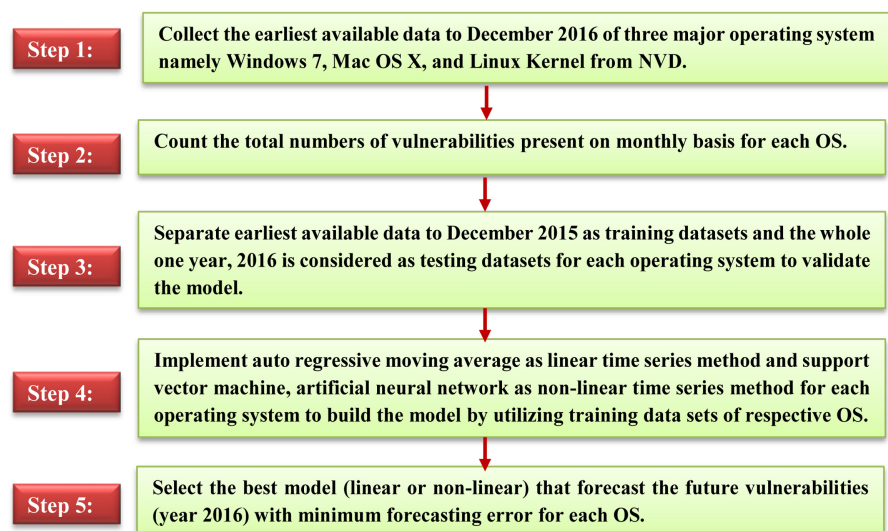 Step 1:
Collect the earliest available data to December 2016 of three major operating system
namely Windows 7, Mac OS X, and Linux Kernel from NVD.
Step 2:
Count the total numbers of vulnerabilities present on monthly basis for each OS.
Step 3:
Separate earliest available data to December 2015 as training datasets and the whole
one year, 2016 is considered as testing datasets for each operating system to validate
the model.
Step 4:
Implement auto regressive moving average as linear time series method and support
vector machine, artificial neural network as non-linear time series method for each
operating system to build the model by utilizing training data sets of respective OS.
Step 5:
Select the best model (linear or non-linear) that forecast the future vulnerabilities
(year 2016) with minimum forecasting error for each OS.